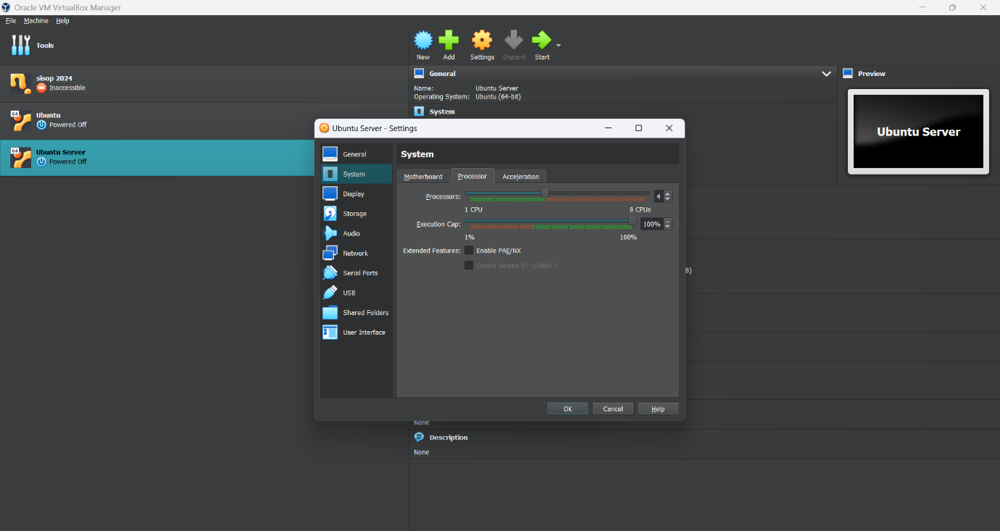 Oracle VM VirtualBox Manager
File Machine Help
Tools
New Add Settings Discard Start
sisop 2024
Inaccessible
64
Ubuntu
Powered Off
64
Ubuntu Server
Powered Off
General
Name: Ubuntu Server
Operating System: Ubuntu (64-bit)
System
Preview
Ubuntu Server
Ubuntu Server - Settings
General
System
Display
Storage
Audio
Network
Serial Ports
USB
Shared Folders
User Interface
System
Motherboard Processor Acceleration
Processors: 4
1 CPU 8 CPUs
Execution Cap: 100%
1% 100%
Extended Features: Enable PAE/NX
Enable Nested VT-x/AMD-V
OK Cancel Help
B)
None
Description
None